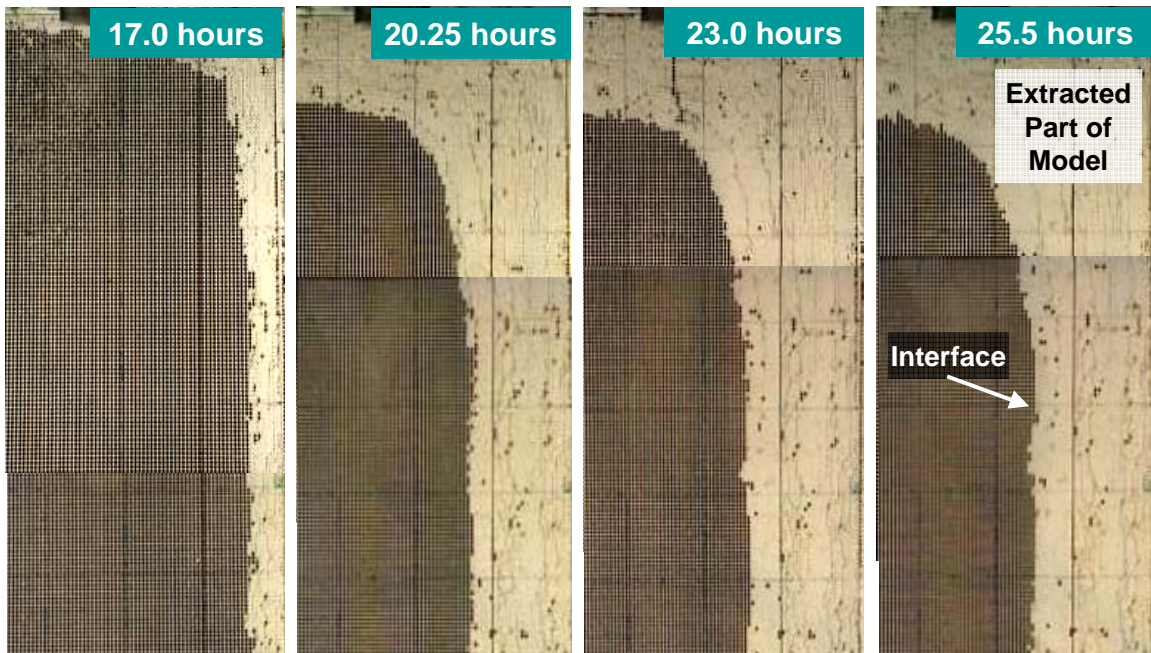 17.0 hours
20.25 hours
23.0 hours
25.5 hours
Extracted
Part of
Model
Interface